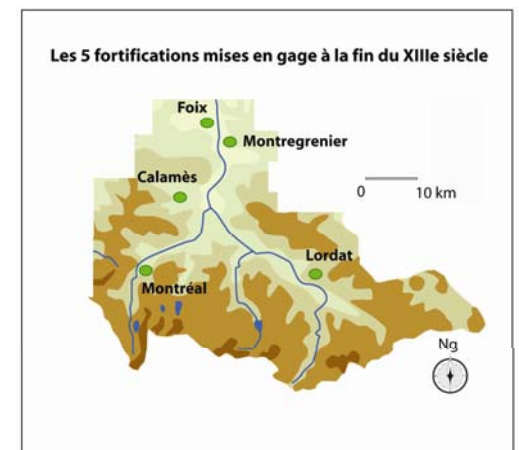 Les 5 fortifications mises en gage à la fin du XIIIe siècle
Foix
Montregrenier
Calamès
0 10 km
Lordat
Montréal
Ng